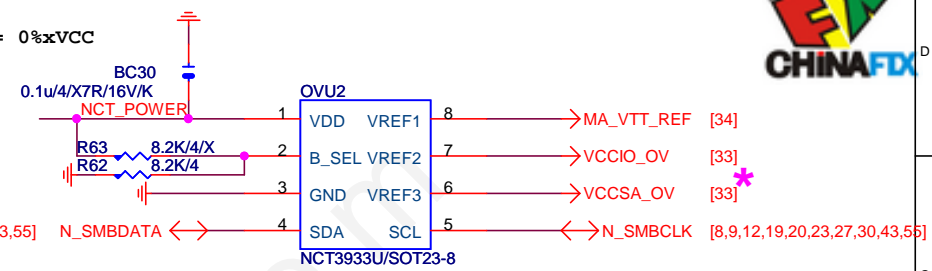 = 0%xVCC
CHiNAFIX
D
BC30
0.1u/4/X7R/16V/K
NCT_POWER
OVU2
1 VDD VREF1 8 MA_VTT_REF [34]
R63 8.2K/4/X
2 B_SEL VREF2 7 VCCIO_OV [33]
R62 8.2K/4
3 GND VREF3 6 VCCSA_OV [33] *
3,55] N_SMBDATA 4 SDA SCL 5 N_SMBCLK [8,9,12,19,20,23,27,30,43,55]
NCT3933U/SOT23-8